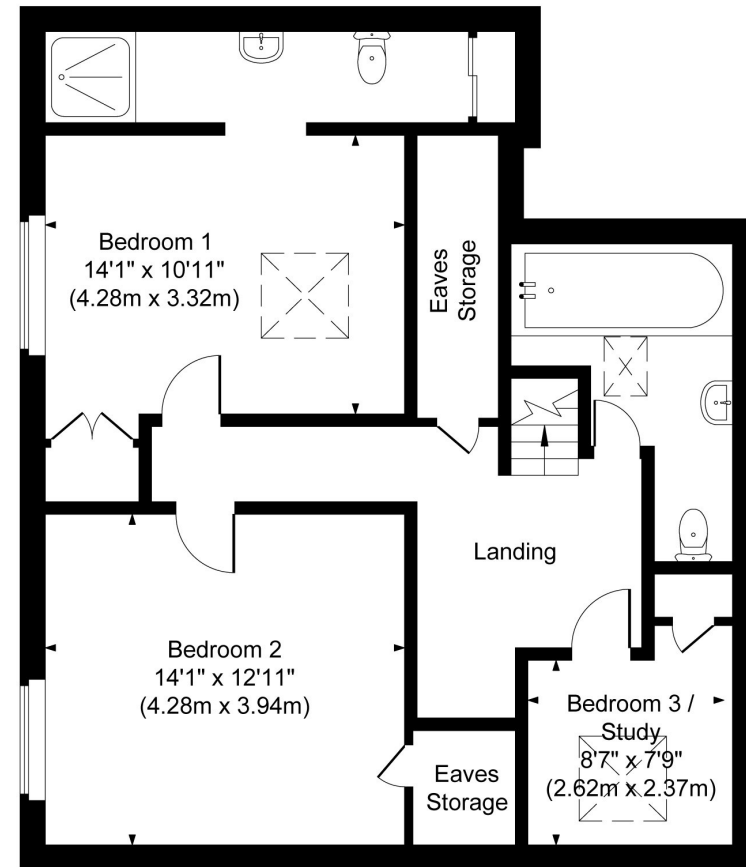 Bedroom 1
14'1" x 10'11"
(4.28m x 3.32m)
Eaves
Storage
Landing
Bedroom 2
14'1" x 12'11"
(4.28m x 3.94m)
Eaves
Storage
Bedroom 3 /
Study
8'7" x 7'9"
(2.62m x 2.37m)